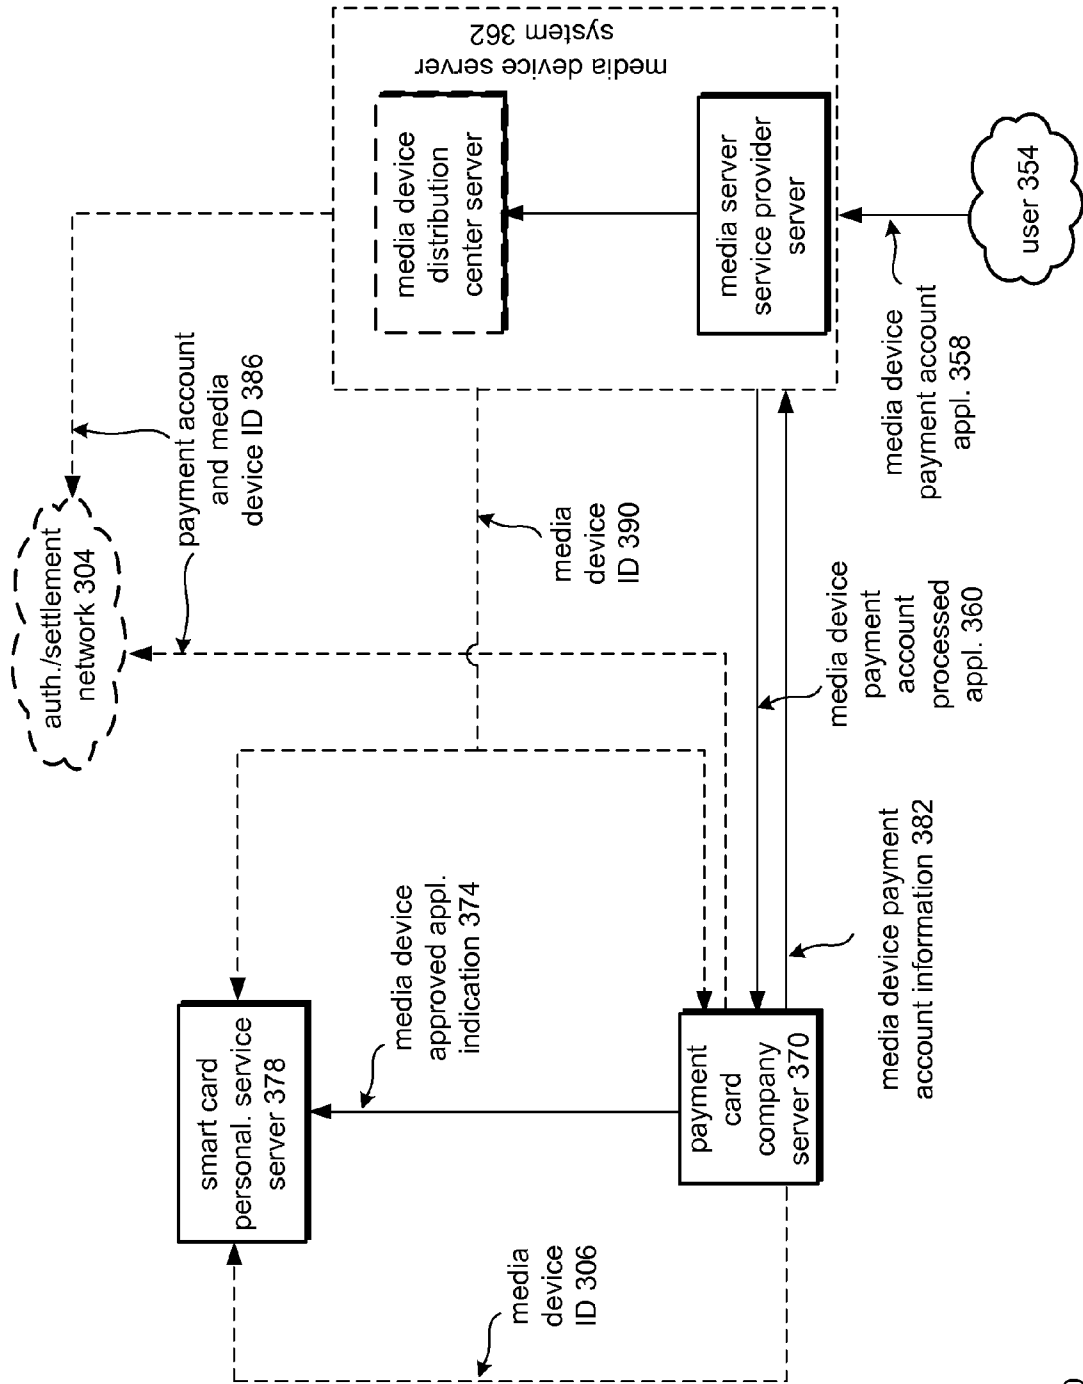 smart card
personal. service
server 378
auth./settlement
network 304
payment account
and media
device ID 386
media device
distribution
center server
media device server
system 362
media device
approved appl.
indication 374
media
device
ID 390
media
device
ID 306
payment
card
company
server 370
media server
service provider
server
media device payment
account information 382
media device
payment
account
processed
appl. 360
media device
payment account
appl. 358
user 354